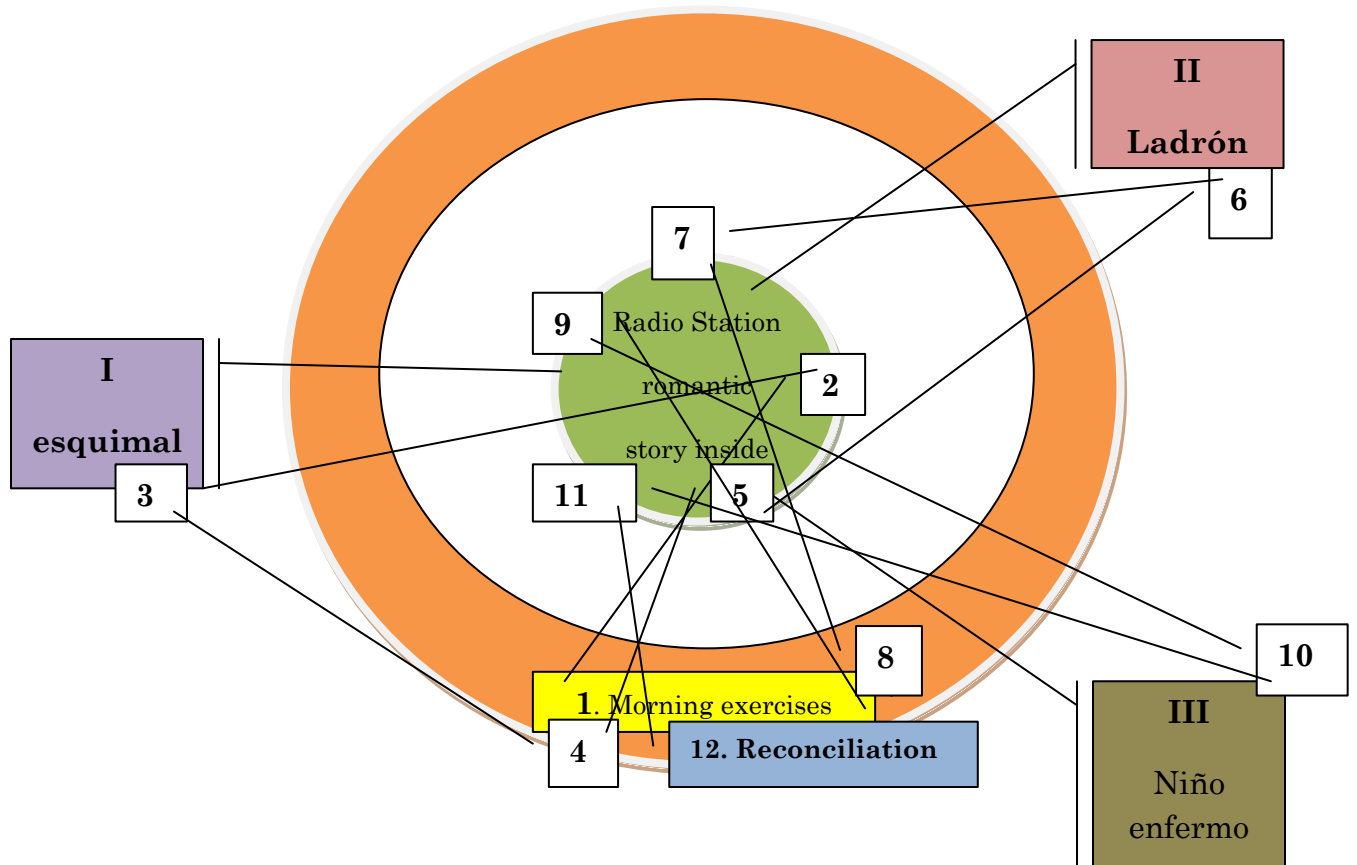 II
Ladrón
6
7
9
Radio Station
romantic
story inside
2
I
esquimal
3
11
5
8
10
1. Morning exercises
4
12. Reconciliation
III
Niño
enfermo